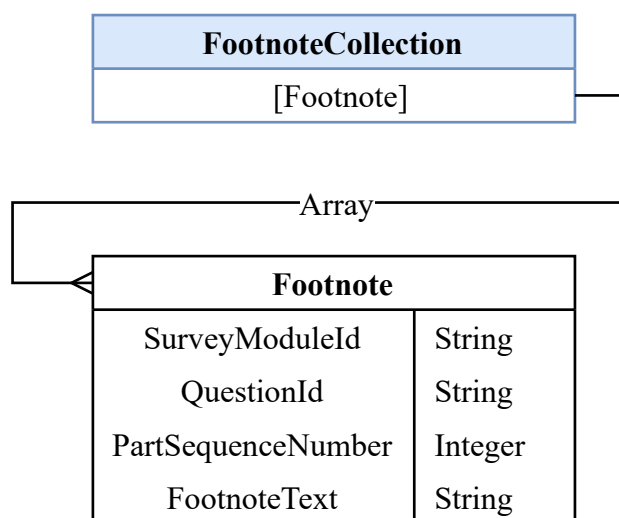 FootnoteCollection
[Footnote]
Array
Footnote
SurveyModuleId String
QuestionId String
PartSequenceNumber Integer
FootnoteText String